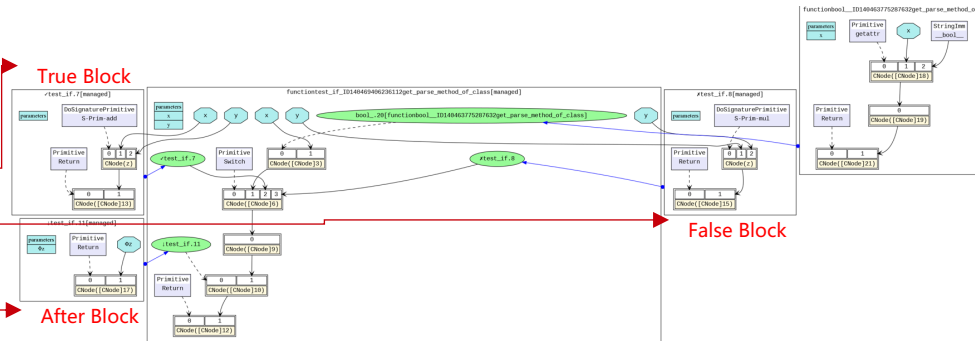 functionbool__ID140463775287632get_parse_method_o
parameters
x
Primitive
getattr
x
StringImm
__bool__
0 1 2
CNode([CNode]18)
Primitive
Return
0
CNode([CNode]19)
0 1
CNode([CNode]21)
True Block
✓test_if.7[managed]
parameters
DoSignaturePrimitive
S-Prim-add
0 1 2
CNode(z)
Primitive
Return
0 1
CNode([CNode]13)
functiontest_if_ID140469406236112get_parse_method_of_class[managed]
parameters
x
y
x
y
x
y
bool_.20[functionbool__ID140463775287632get_parse_method_of_class]
y
✓test_if.7
Primitive
Switch
0 1
CNode([CNode]3)
✗test_if.8
0 1 2 3
CNode([CNode]6)
0
CNode([CNode]9)
↓test_if.11
0 1
CNode([CNode]10)
Primitive
Return
0 1
CNode([CNode]12)
✗test_if.8[managed]
parameters
DoSignaturePrimitive
S-Prim-mul
0 1 2
CNode(z)
Primitive
Return
0 1
CNode([CNode]15)
False Block
↓test_if.11[managed]
parameters
Φz
Primitive
Return
Φz
0 1
CNode([CNode]17)
After Block